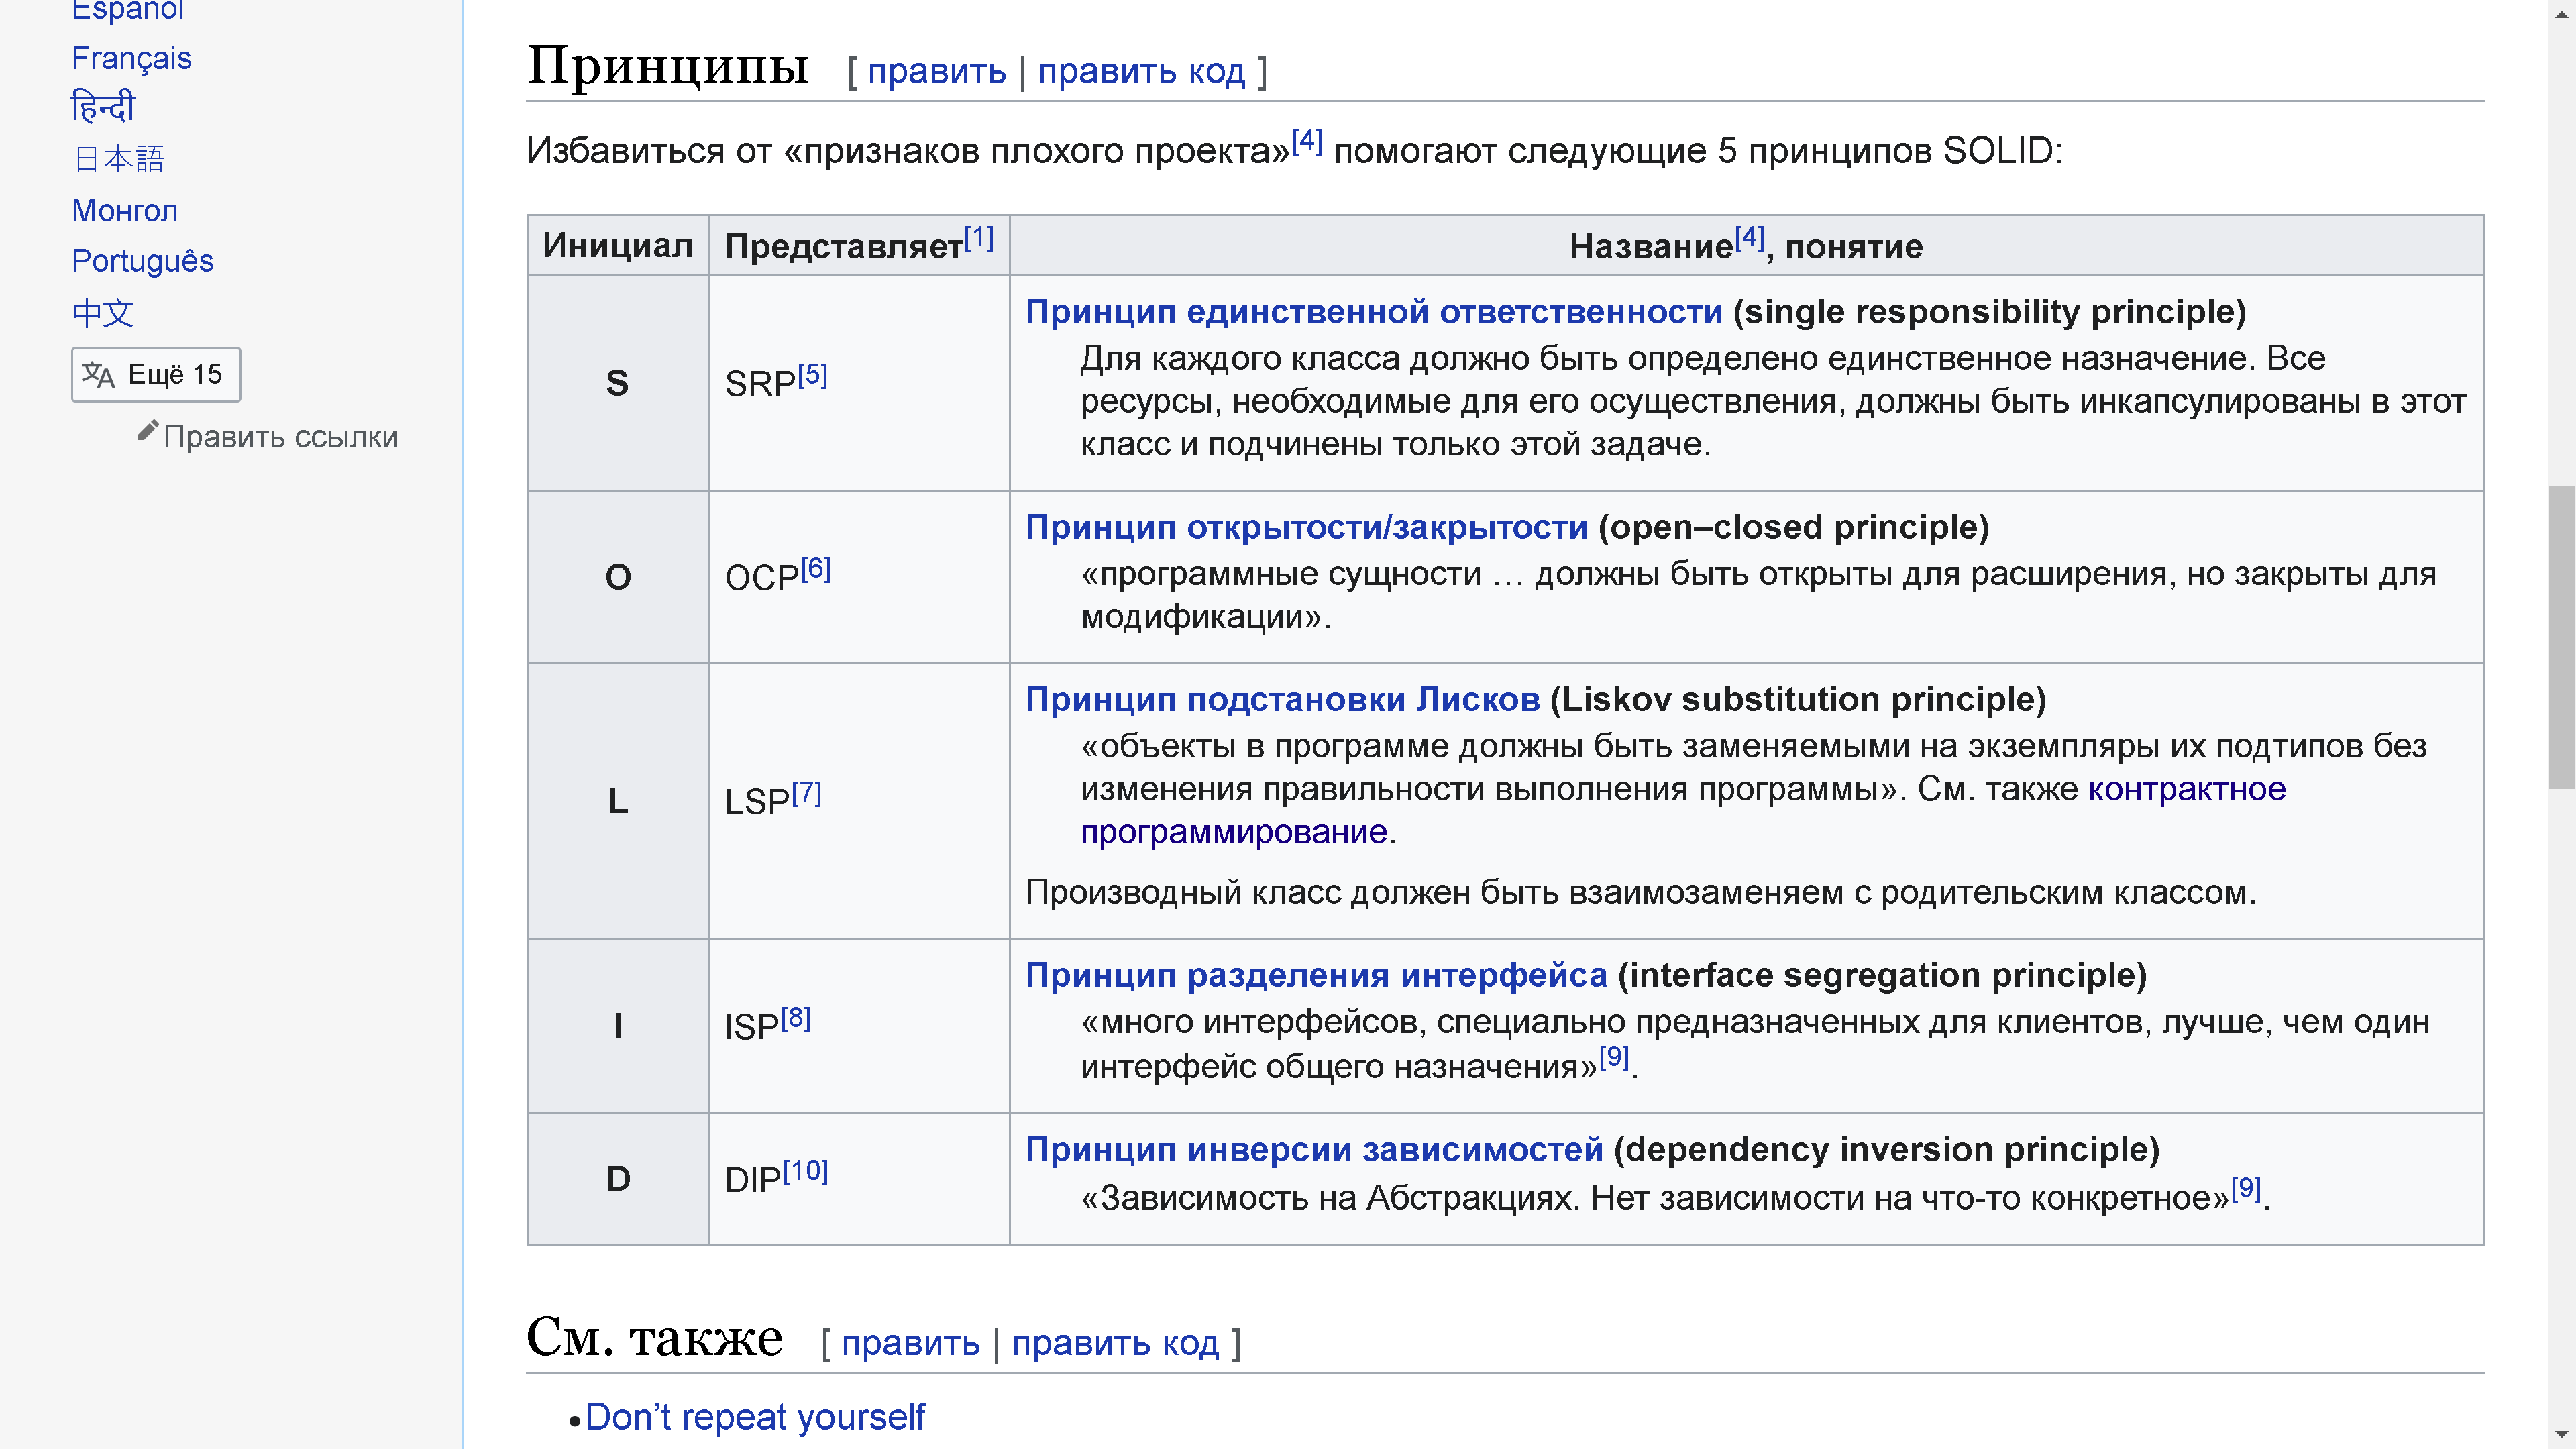 Español
Français
हिन्दी
日本語
Монгол
Português
中文
Ещё 15
Править ссылки
Принципы [ править | править код ]
Избавиться от «признаков плохого проекта»[4] помогают следующие 5 принципов SOLID:
Инициал Представляет[1] Название[4], понятие
S SRP[5] Принцип единственной ответственности (single responsibility principle)
Для каждого класса должно быть определено единственное назначение. Все
ресурсы, необходимые для его осуществления, должны быть инкапсулированы в этот
класс и подчинены только этой задаче.
O OCP[6] Принцип открытости/закрытости (open–closed principle)
«программные сущности … должны быть открыты для расширения, но закрыты для
модификации».
L LSP[7] Принцип подстановки Лисков (Liskov substitution principle)
«объекты в программе должны быть заменяемыми на экземпляры их подтипов без
изменения правильности выполнения программы». См. также контрактное
программирование.
Производный класс должен быть взаимозаменяем с родительским классом.
I ISP[8] Принцип разделения интерфейса (interface segregation principle)
«много интерфейсов, специально предназначенных для клиентов, лучше, чем один
интерфейс общего назначения»[9].
D DIP[10] Принцип инверсии зависимостей (dependency inversion principle)
«Зависимость на Абстракциях. Нет зависимости на что-то конкретное»[9].
См. также [ править | править код ]
•Don’t repeat yourself